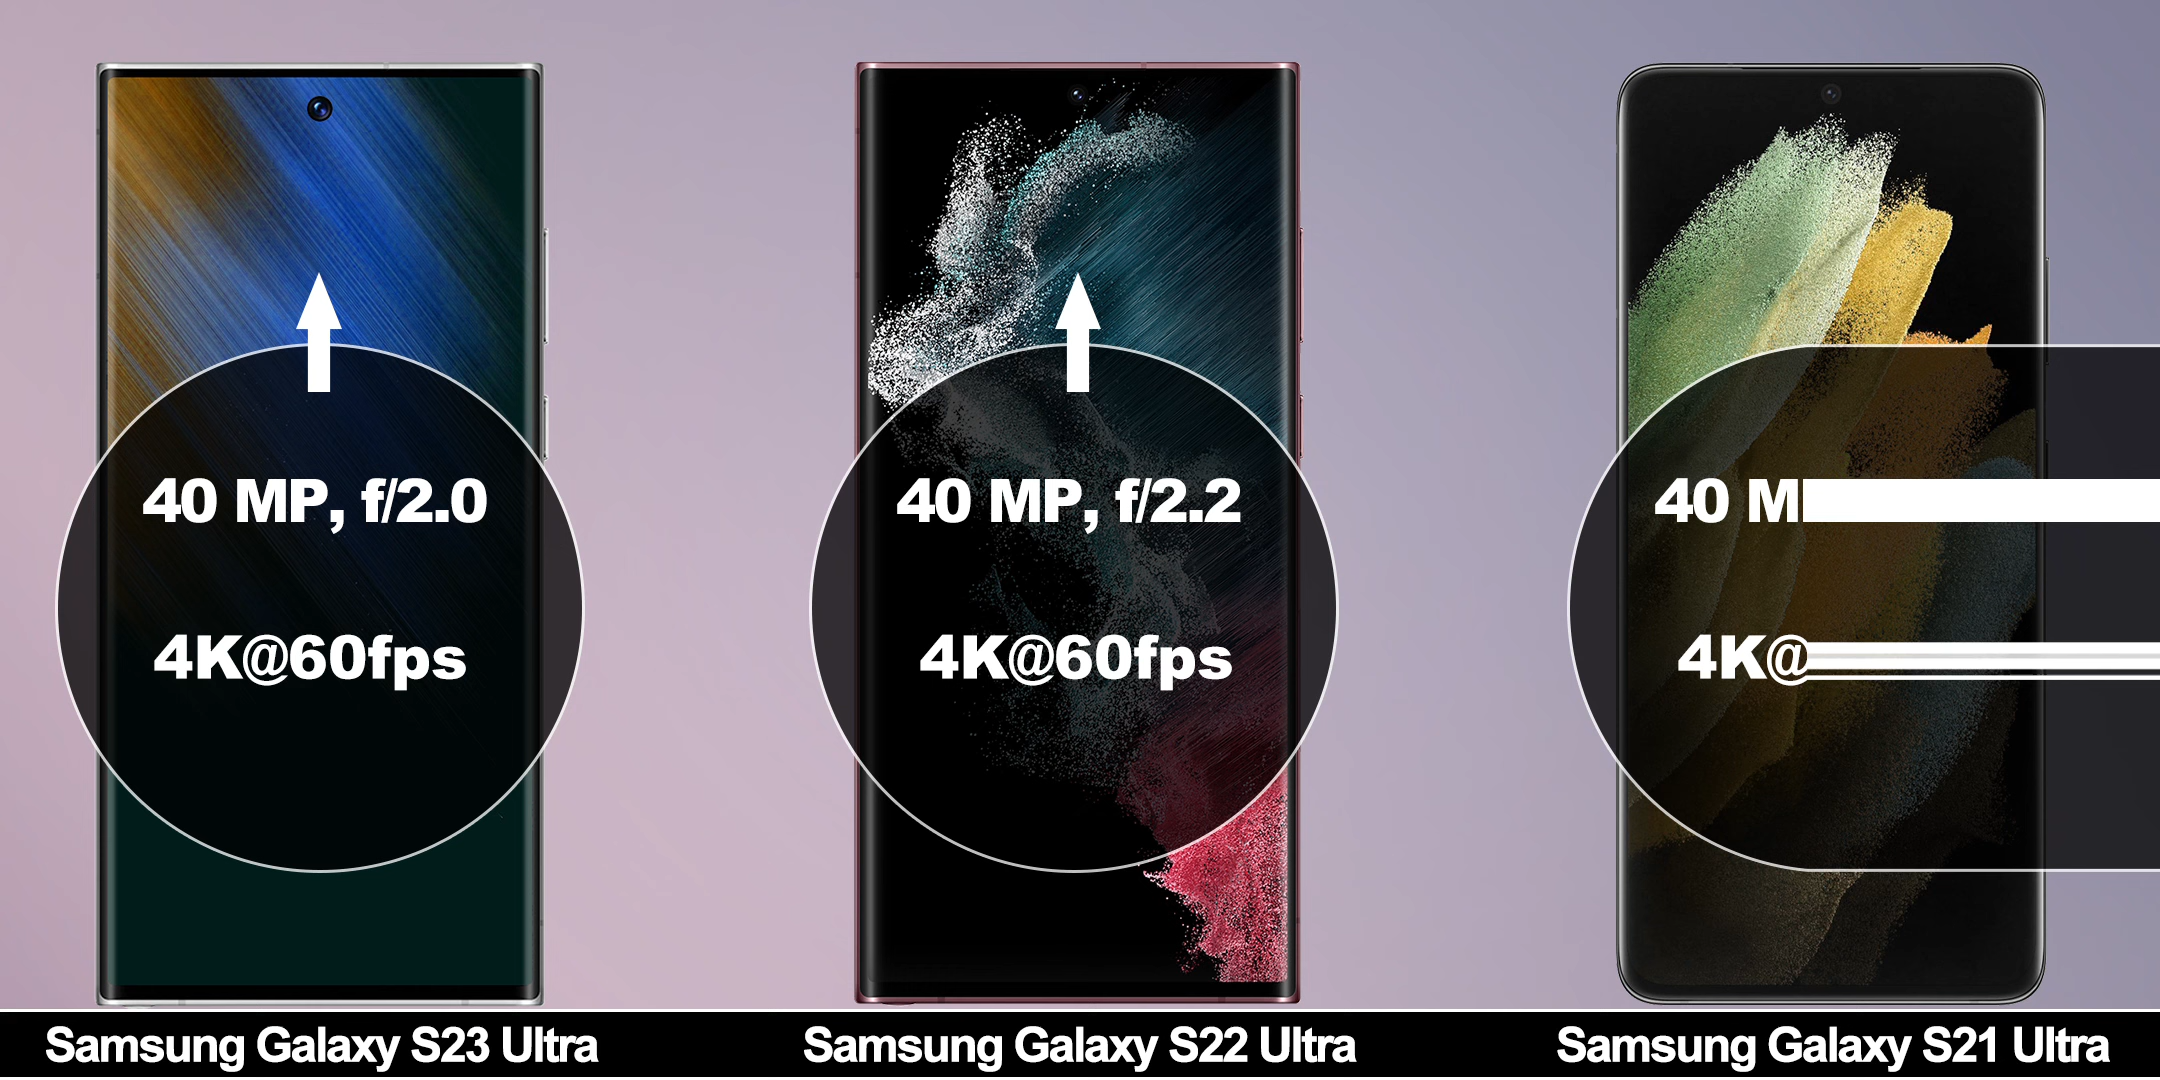 40 MP, f/2.0
4K@60fps
40 MP, f/2.2
4K@60fps
40
4K@
Samsung Galaxy S23 Ultra
Samsung Galaxy S22 Ultra
Samsung Galaxy S21 Ultra